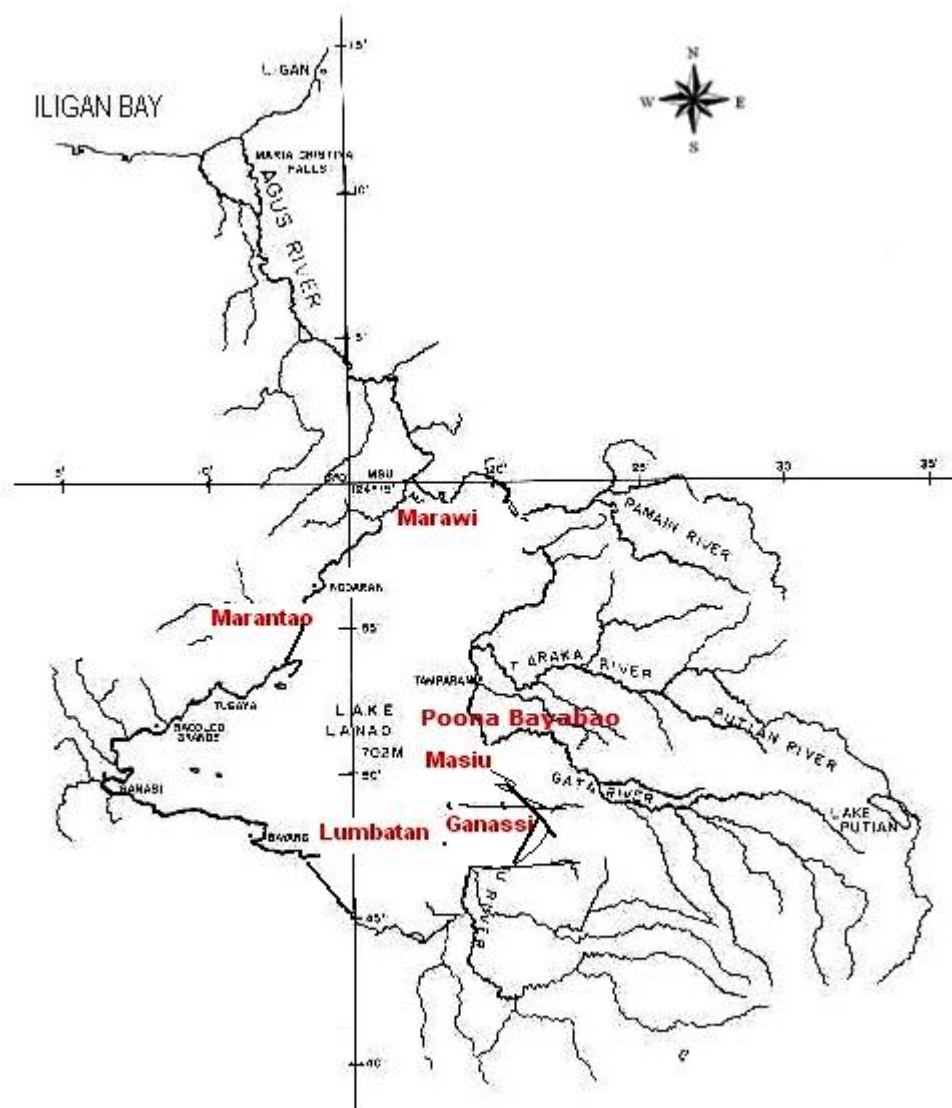 15'
LIGAN
N
W E
S
ILIGAN BAY
MARIA CRISTINA
FALLS
10'
AGUS RIVER
5'
5' 10' MSU 20' 25' 30' 35'
124°15'
Marawi
PAMAIN RIVER
Marantao
55'
TARAKA RIVER
TAMPARAN
TUGAYA
LAKE
LANAO
702M
Poona Bayabao
PUTIAN RIVER
BACOLOD
GRANDE
Masiu
50'
GATA RIVER
GANASI
LAKE
PUTIAN
Lumbatan
Ganassi
BAYANG
RIVER
45'
40'